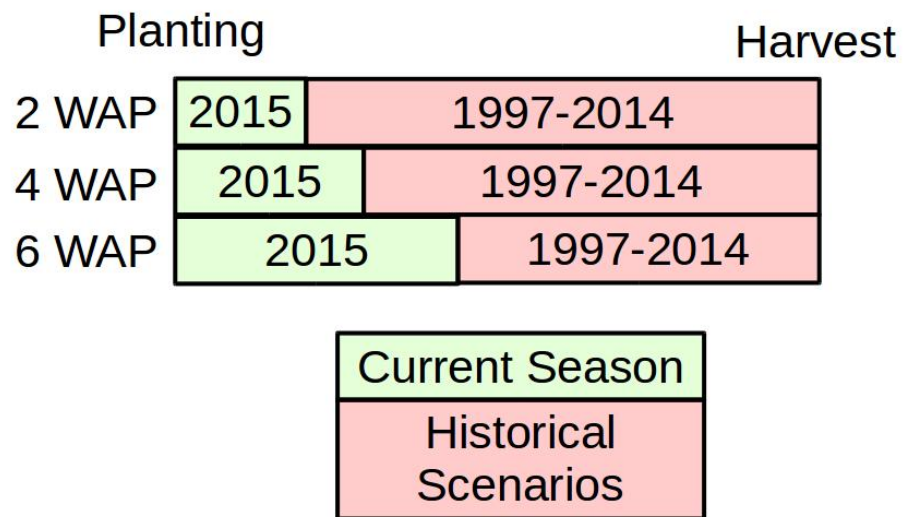 Planting
Harvest
2 WAP 2015 1997-2014
4 WAP 2015 1997-2014
6 WAP 2015 1997-2014
Current Season
Historical
Scenarios